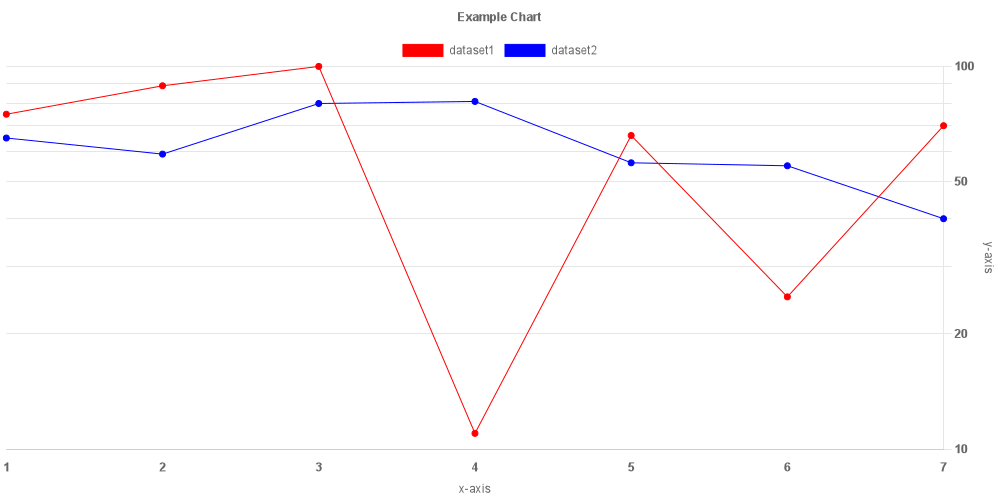 Example Chart
dataset1 dataset2
100
50
y-axis
20
10
1 2 3 4 5 6 7
x-axis